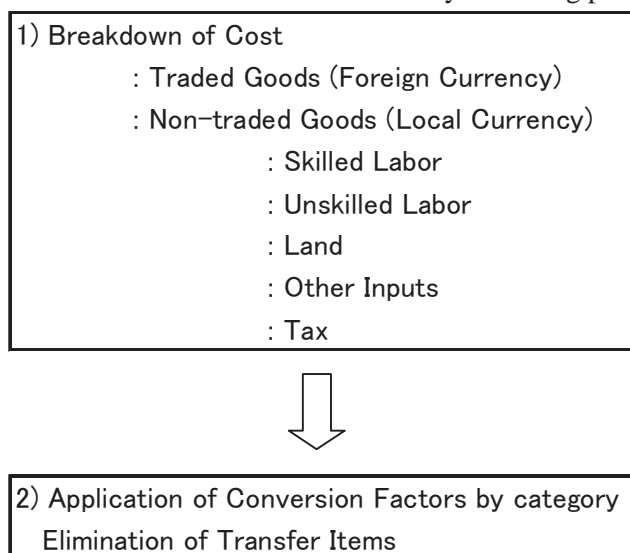 1) Breakdown of Cost
: Traded Goods (Foreign Currency)
: Non-traded Goods (Local Currency)
: Skilled Labor
: Unskilled Labor
: Land
: Other Inputs
: Tax
2) Application of Conversion Factors by category
Elimination of Transfer Items